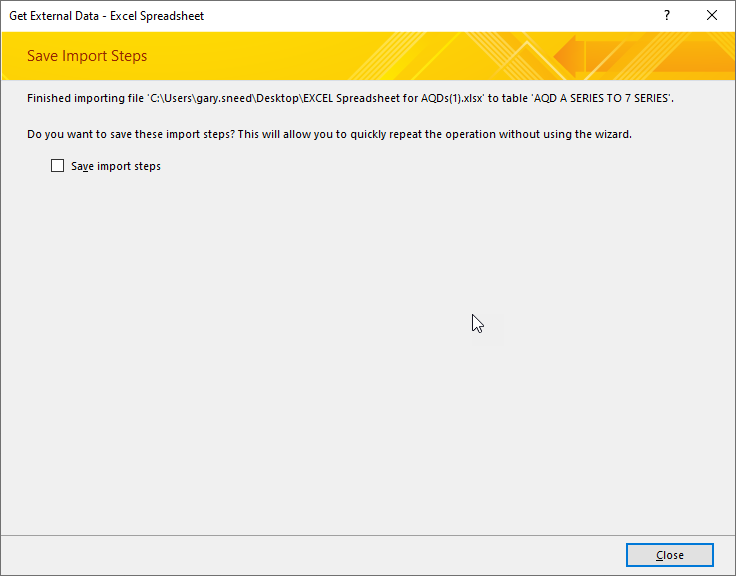 Get External Data - Excel Spreadsheet
?
Save Import Steps
Finished importing file 'C:\Users\gary.sneed\Desktop\EXCEL Spreadsheet for AQDs(1).xlsx' to table 'AQD A SERIES TO 7 SERIES'.
Do you want to save these import steps? This will allow you to quickly repeat the operation without using the wizard.
Save import steps
Close